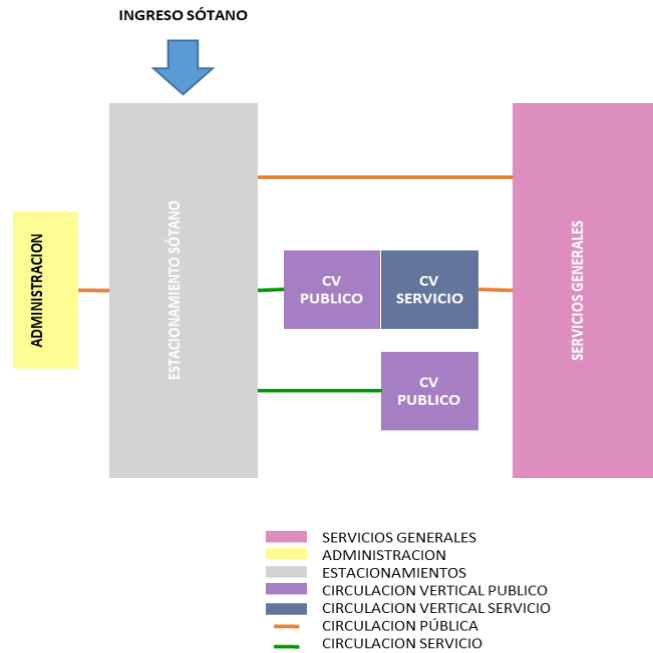 INGRESO SÓTANO
ADMINISTRACION
ESTACIONAMIENTO SÓTANO
CV
PUBLICO
CV
SERVICIO
CV
PUBLICO
SERVICIOS GENERALES
SERVICIOS GENERALES
ADMINISTRACION
ESTACIONAMIENTOS
CIRCULACION VERTICAL PUBLICO
CIRCULACION VERTICAL SERVICIO
CIRCULACION PÚBLICA
CIRCULACION SERVICIO